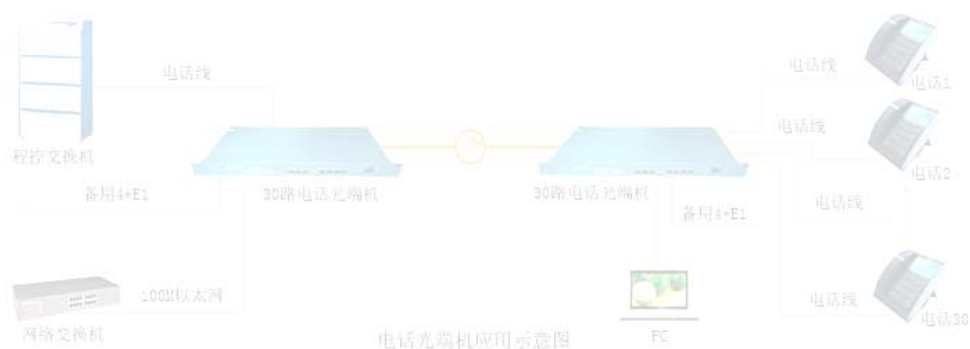 电话线
电话线
电话1
程控交换机
电话线
备用4*E1
30路电话光端机
30路电话光端机
电话2
备用4*E1
电话线
100M以太网
电话线
网络交换机
电话光端机应用示意图
PC
电话30